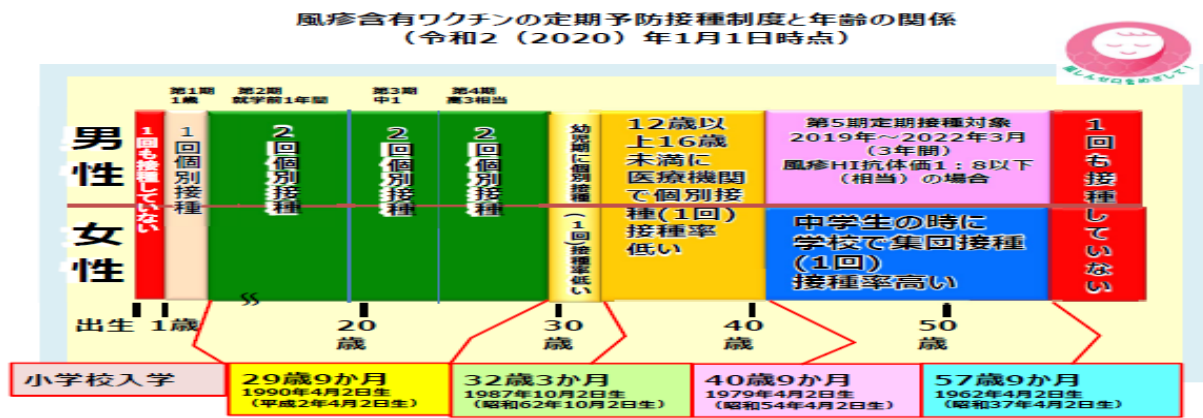 風疹含有ワクチンの定期予防接種制度と年齢の関係
(令和2(2020)年1月1日時点)
風しんゼロをめざして!
第1期
1歳
第2期
就学前1年間
第3期
中1
第4期
高3相当
男性
女性
1回も接種していない
1回個別接種
2回個別接種
2回個別接種
2回個別接種
幼児期に個別接種(1回)接種率低い
12歳以
上16歳
未満に
医療機関
で個別接
種(1回)
接種率
低い
第5期定期接種対象
2019年~2022年3月
(3年間)
風疹HI抗体価1:8以下
(相当)の場合
中学生の時に
学校で集団接種
(1回)
接種率高い
1回も接種していない
出生
1歳
20
歳
30
歳
40
歳
50
歳
小学校入学
29歳9か月
1990年4月2日生
(平成2年4月2日生)
32歳3か月
1987年10月2日生
(昭和62年10月2日生)
40歳9か月
1979年4月2日生
(昭和54年4月2日生)
57歳9か月
1962年4月2日生
(昭和37年4月2日生)